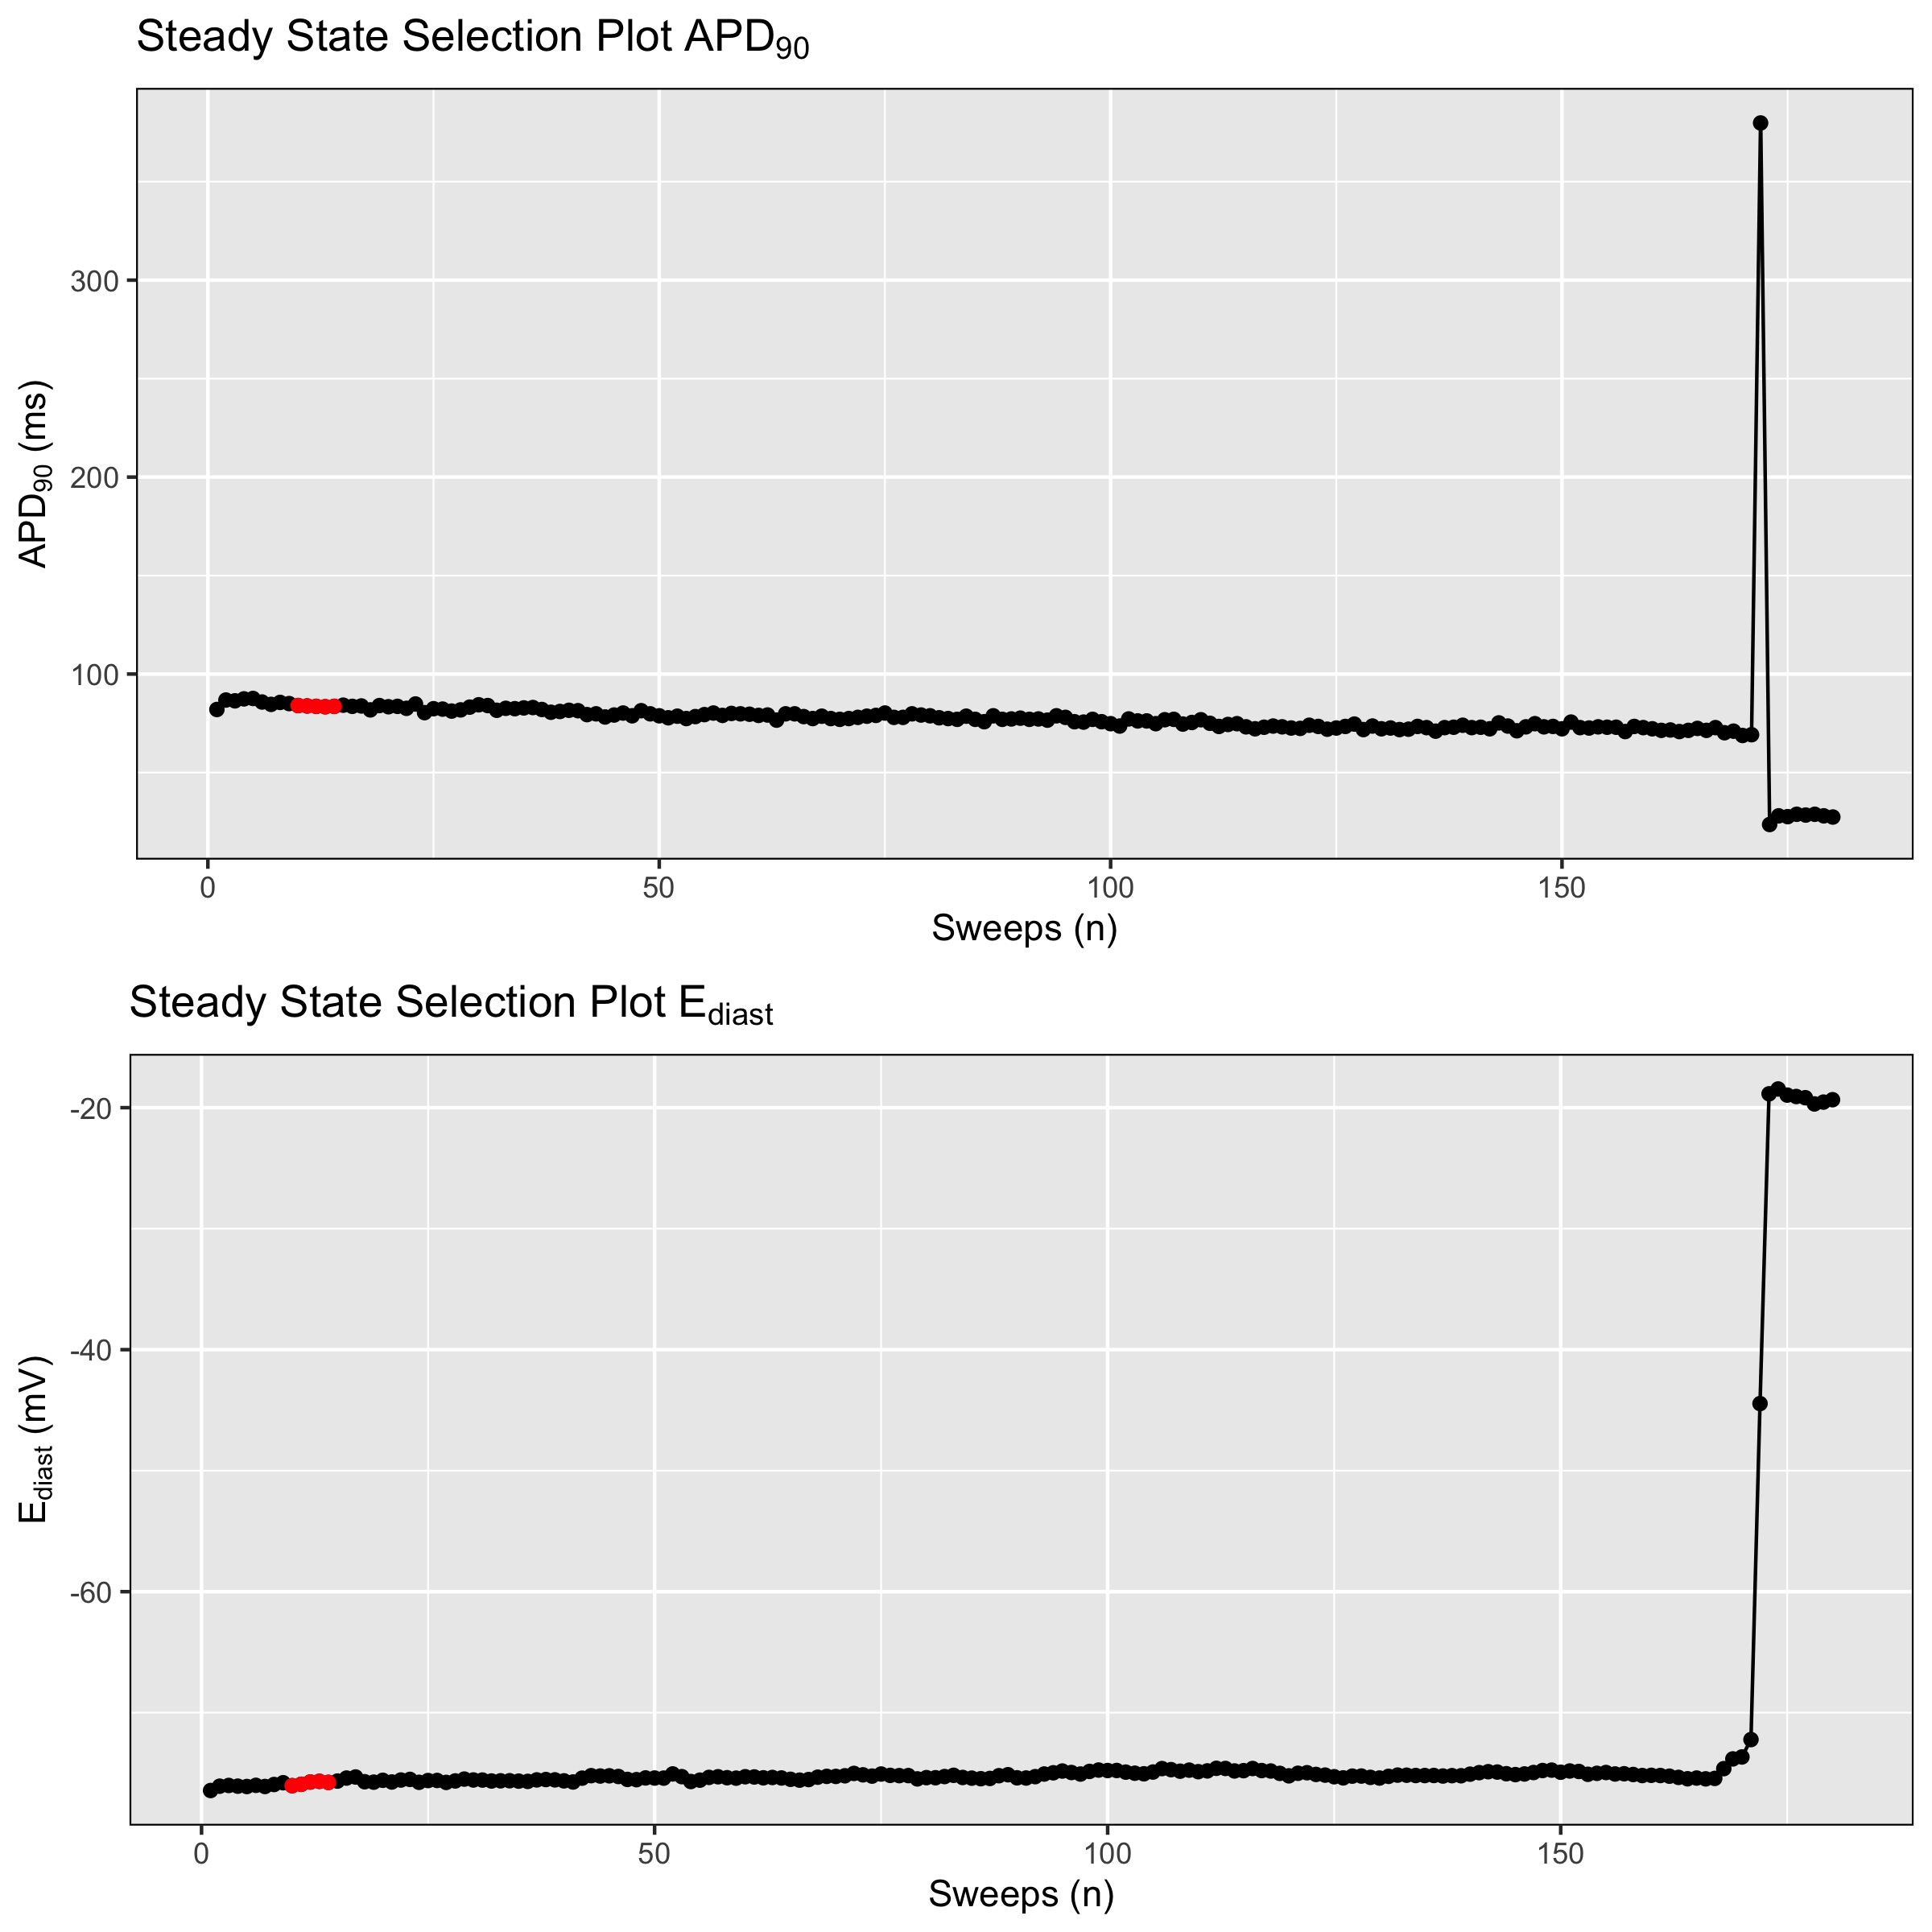 Steady State Selection Plot APD90
300
200
100
APD90 (ms)
0 50 100 150
Sweeps (n)
Steady State Selection Plot Ediast
-20
-40
-60
Ediast (mV)
0 50 100 150
Sweeps (n)